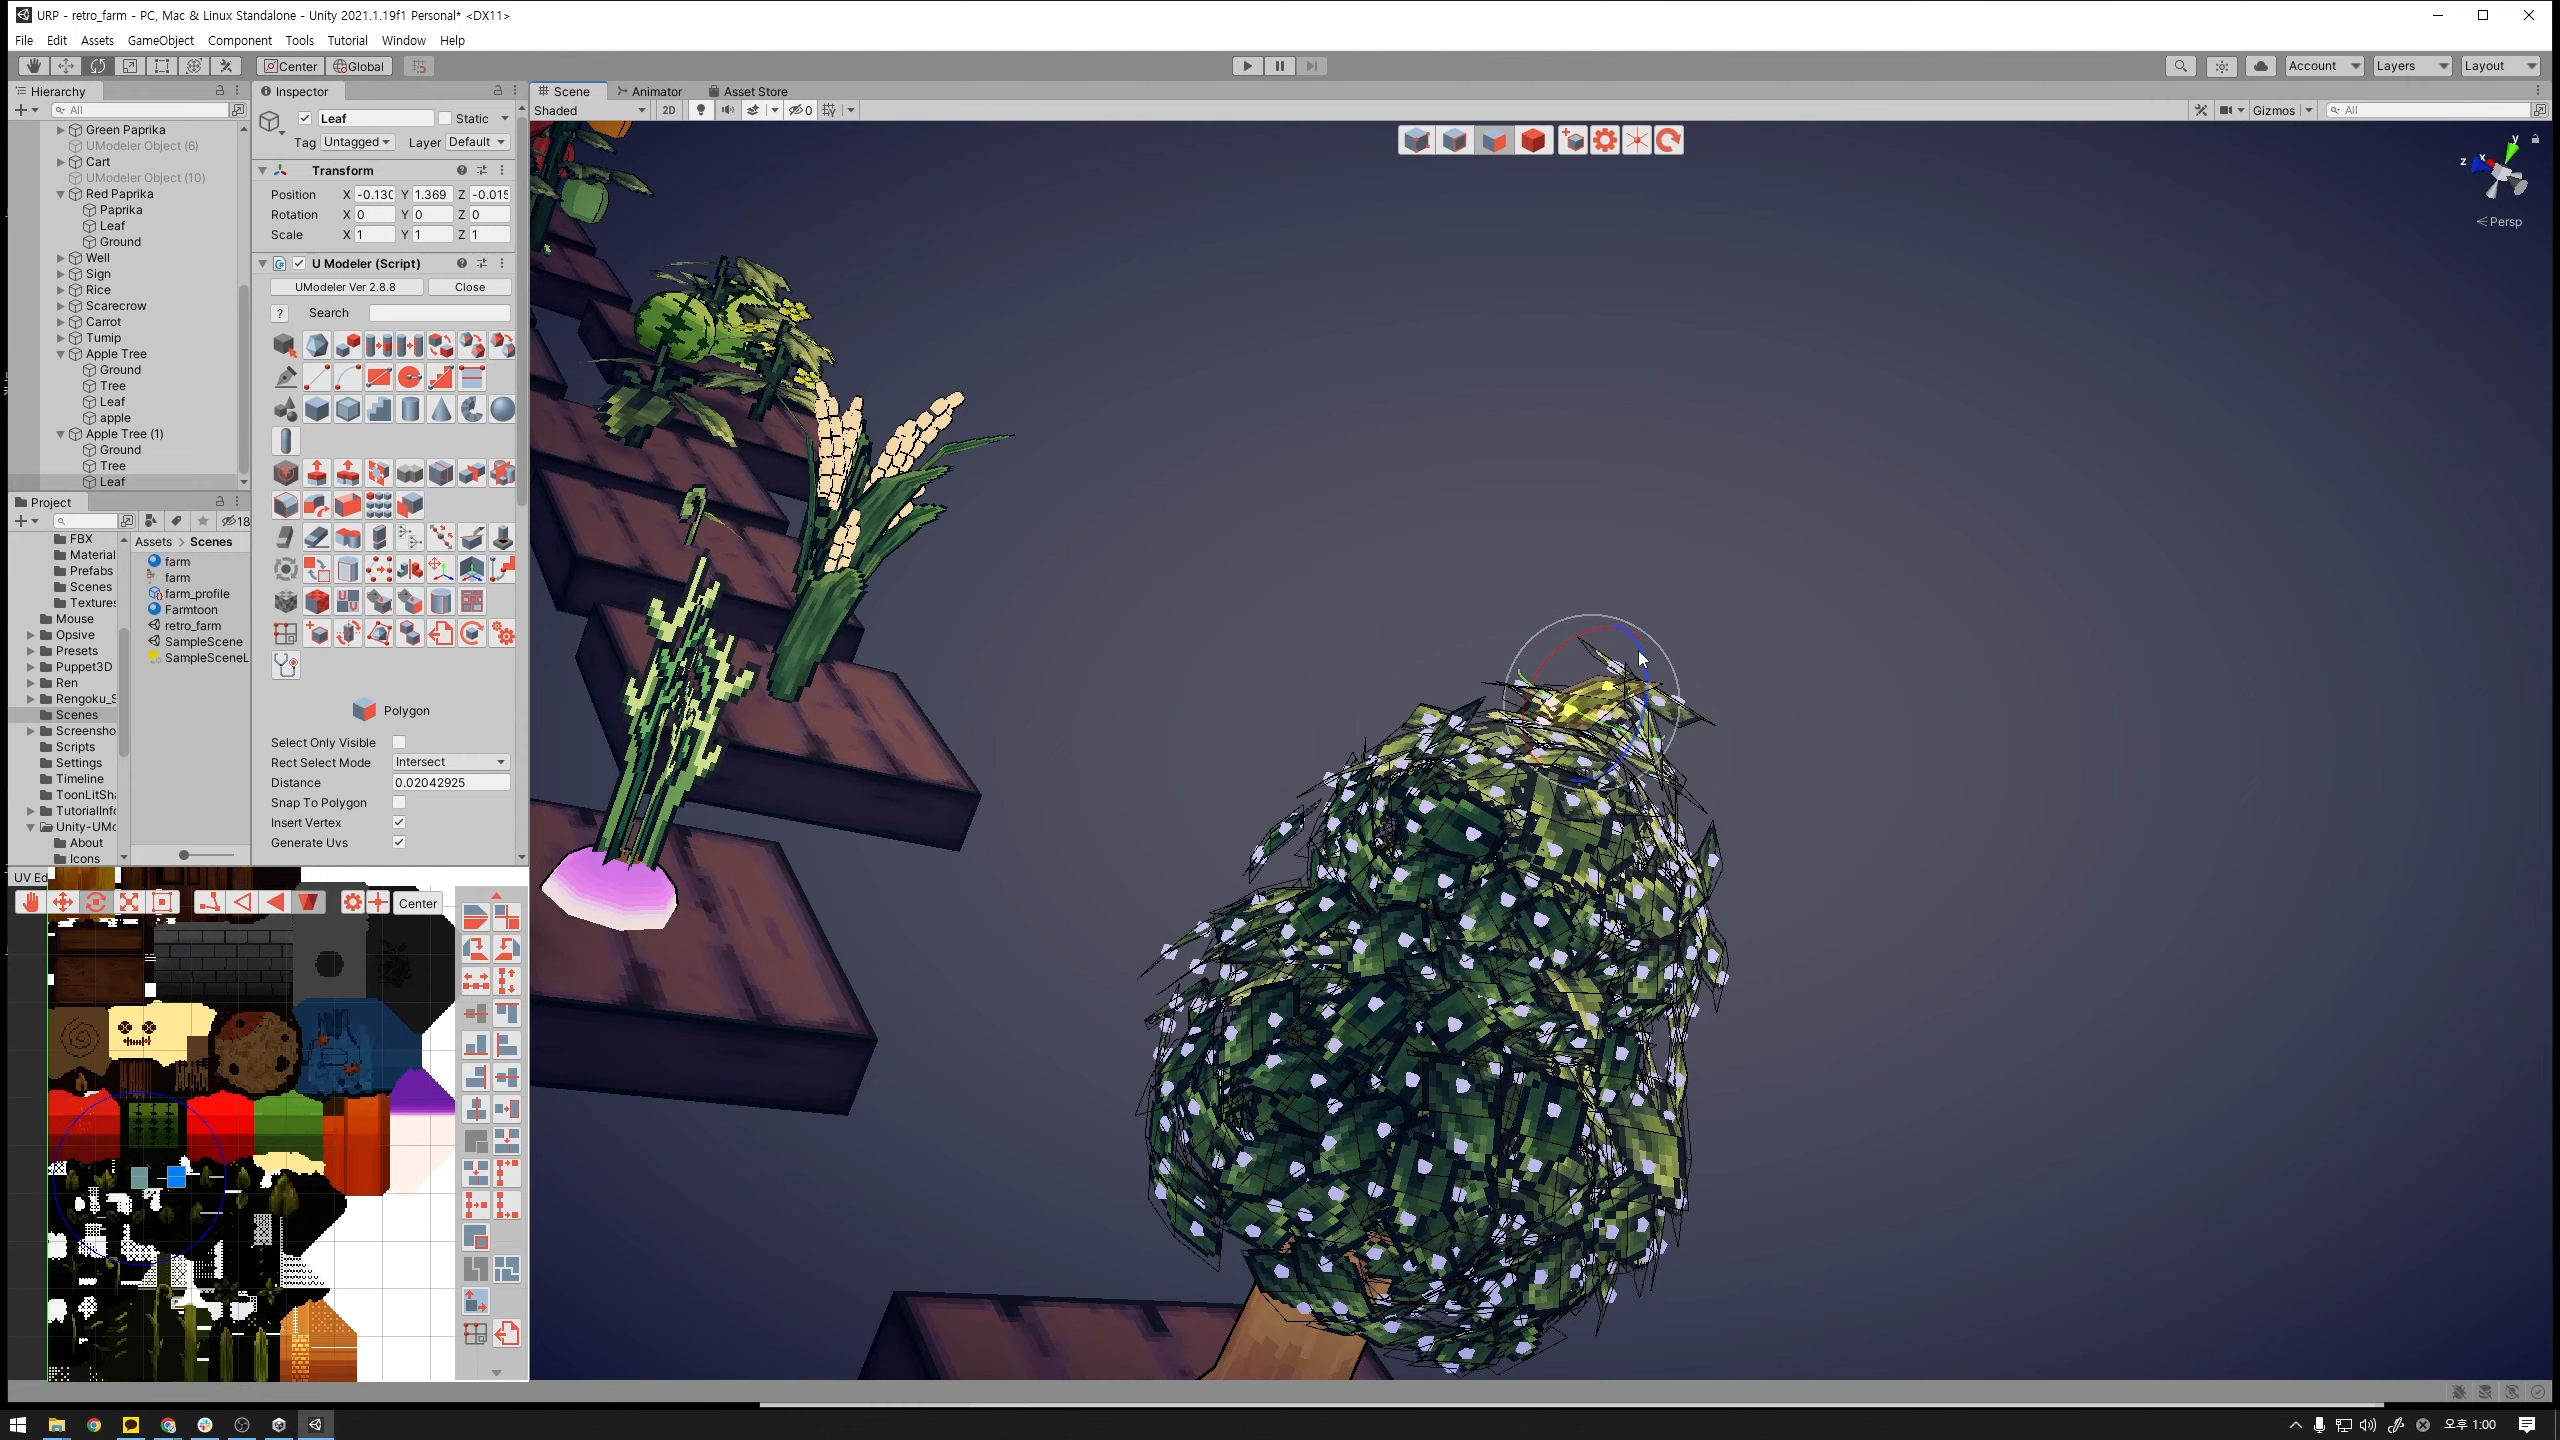 URP - retro_farm - PC, Mac & Linux Standalone - Unity 2021.1.19f1 Personal* <DX11>
File Edit Assets GameObject Component Tools Tutorial Window Help
Center Global
Account Layers Layout
Hierarchy
All
Green Paprika
UModeler Object (6)
Cart
UModeler Object (10)
Red Paprika
Paprika
Leaf
Ground
Well
Sign
Rice
Scarecrow
Carrot
Turnip
Apple Tree
Ground
Tree
Leaf
apple
Apple Tree (1)
Ground
Tree
Leaf
Project
18
FBX
Material
Prefabs
Scenes
Textures
Mouse
Opsive
Presets
Puppet3D
Ren
Rengoku_S
Scenes
Screensho
Scripts
Settings
Timeline
ToonLitSha
TutorialInfo
Unity-UMo
About
Icons
Assets > Scenes
farm
farm
farm_profile
Farmtoon
retro_farm
SampleScene
SampleSceneL
Inspector
Leaf Static
Tag Untagged Layer Default
Transform
Position X -0.130 Y 1.369 Z -0.015
Rotation X 0 Y 0 Z 0
Scale X 1 Y 1 Z 1
U Modeler (Script)
UModeler Ver 2.8.8 Close
? Search
Polygon
Select Only Visible
Rect Select Mode Intersect
Distance 0.02042925
Snap To Polygon
Insert Vertex
Generate Uvs
Scene Animator Asset Store
Shaded 2D 0 Gizmos All
y
z x
Persp
UV Ed
Center
오후 1:00